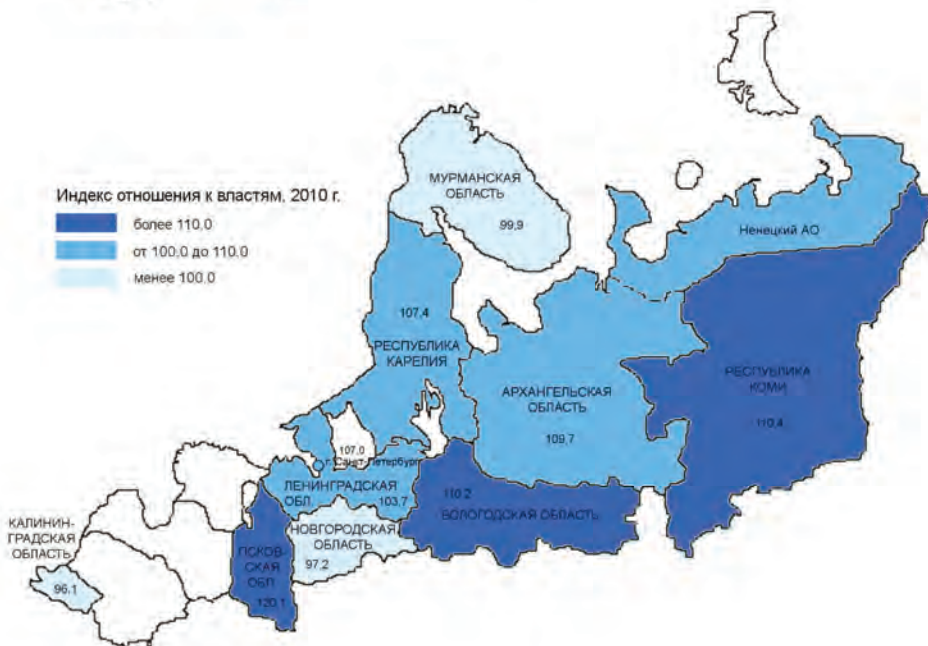 Индекс отношения к властям, 2010 г.
более 110,0
от 100,0 до 110,0
менее 100,0
МУРМАНСКАЯ
ОБЛАСТЬ
99,9
Ненецкий АО
107,4
РЕСПУБЛИКА
КАРЕЛИЯ
РЕСПУБЛИКА
КОМИ
110,4
АРХАНГЕЛЬСКАЯ
ОБЛАСТЬ
109,7
107,0
г. Санкт-Петербург
ЛЕНИНГРАДСКАЯ
ОБЛ.
103,7
110,2
ВОЛОГОДСКАЯ ОБЛАСТЬ
НОВГОРОДСКАЯ
ОБЛАСТЬ
97,2
КАЛИНИН-
ГРАДСКАЯ
ОБЛАСТЬ
96,1
ПСКОВ-
СКАЯ
ОБЛ.
120,1